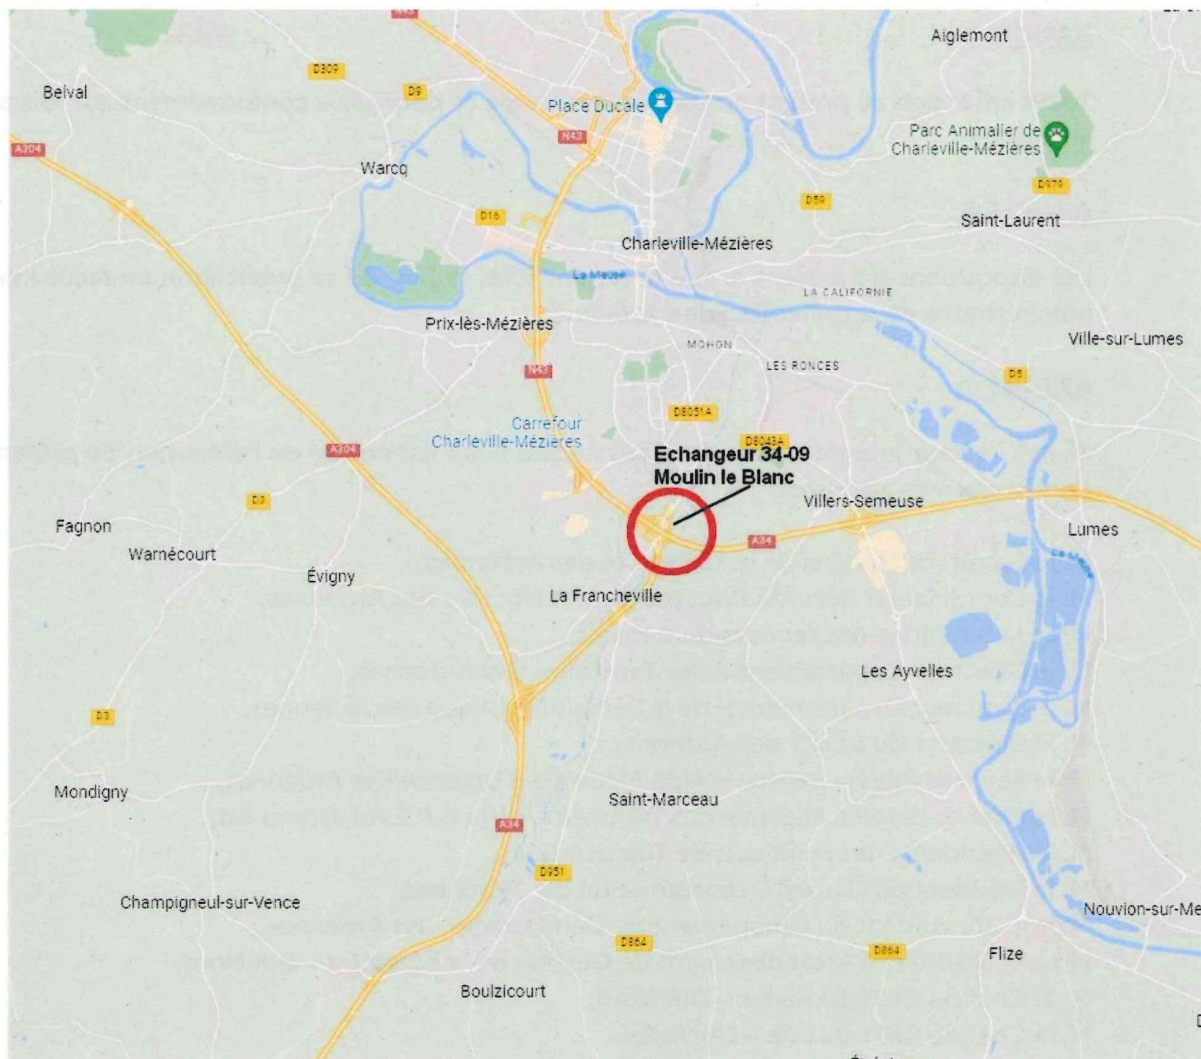 Aiglemont
Belval
D309
D9
Place Ducale
N43
Parc Animalier de
Charleville-Mézières
A304
Warcq
D979
D59
D16
Saint-Laurent
Charleville-Mézières
La Meuse
LA CALIFORNIE
Prix-lès-Mézières
MOHON
Ville-sur-Lumes
LES RONCES
N43
D5
D8051A
Carrefour
Charleville-Mézières
D8043A
A304
Echangeur 34-09
Moulin le Blanc
D3
Villers-Semeuse
Fagnon
Lumes
Warnécourt
A34
La Meuse
Évigny
La Francheville
Les Ayvelles
D3
Mondigny
Saint-Marceau
A34
D951
Champigneul-sur-Vence
Nouvion-sur-Me
D864
D864
Flize
Boulzicourt